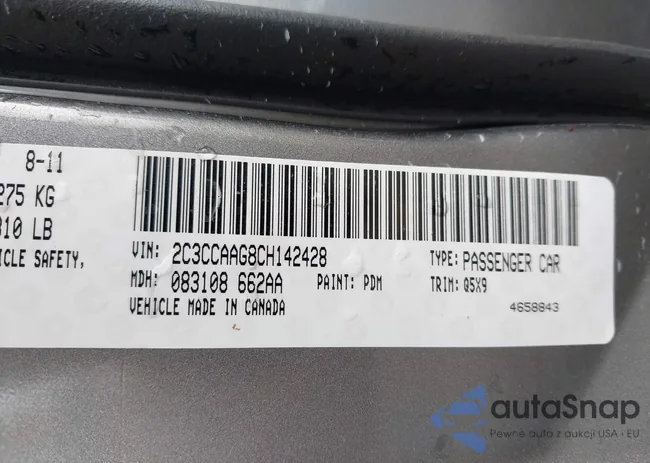 8-11
275 KG
310 LB
ICLE SAFETY,
VIN: 2C3CCAAG8CH142428 TYPE: PASSENGER CAR
MDH: 083108 662AA PAINT: PDM TRIM: Q5X9
VEHICLE MADE IN CANADA 4658843
autaSnap
Pewne auta z aukcji USA i EU